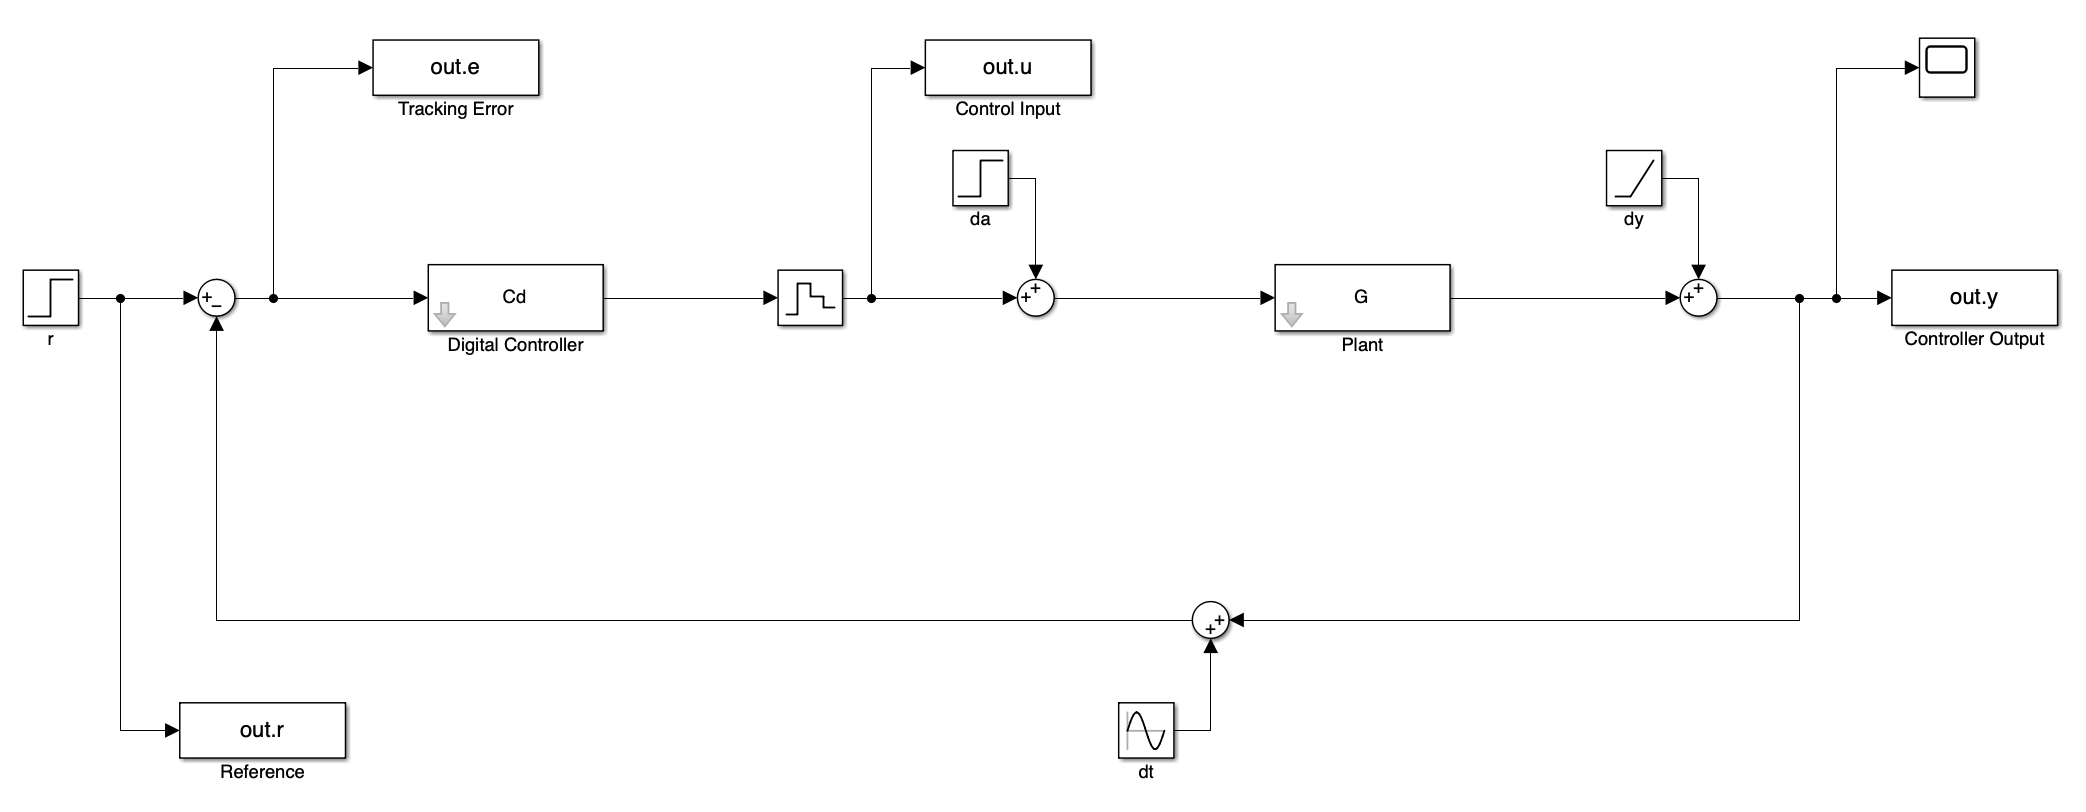 out.e
Tracking Error
out.u
Control Input
da
dy
r
+
−
Cd
Digital Controller
+
+
G
Plant
+
+
out.y
Controller Output
+
+
out.r
Reference
dt